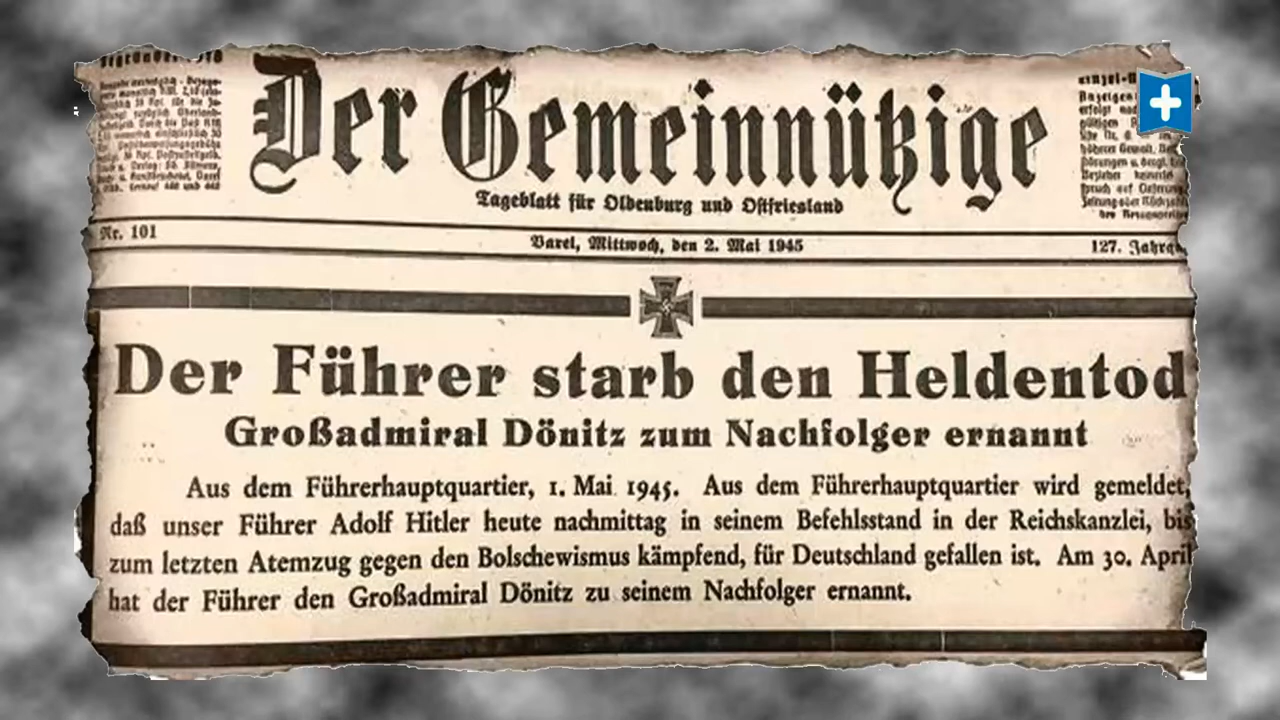 Der Gemeinnützige
Tageblatt für Oldenburg und Ostfriesland
Nr. 101
Varel, Mittwoch, den 2. Mai 1945
127.
Der Führer starb den Heldentod
Großadmiral Dönitz zum Nachfolger ernannt
Aus dem Führerhauptquartier, 1. Mai 1945. Aus dem Führerhauptquartier wird gemeldet,
daß unser Führer Adolf Hitler heute nachmittag in seinem Befehlsstand in der Reichskanzlei, bis
zum letzten Atemzug gegen den Bolschewismus kämpfend, für Deutschland gefallen ist. Am 30. April
hat der Führer den Großadmiral Dönitz zu seinem Nachfolger ernannt.